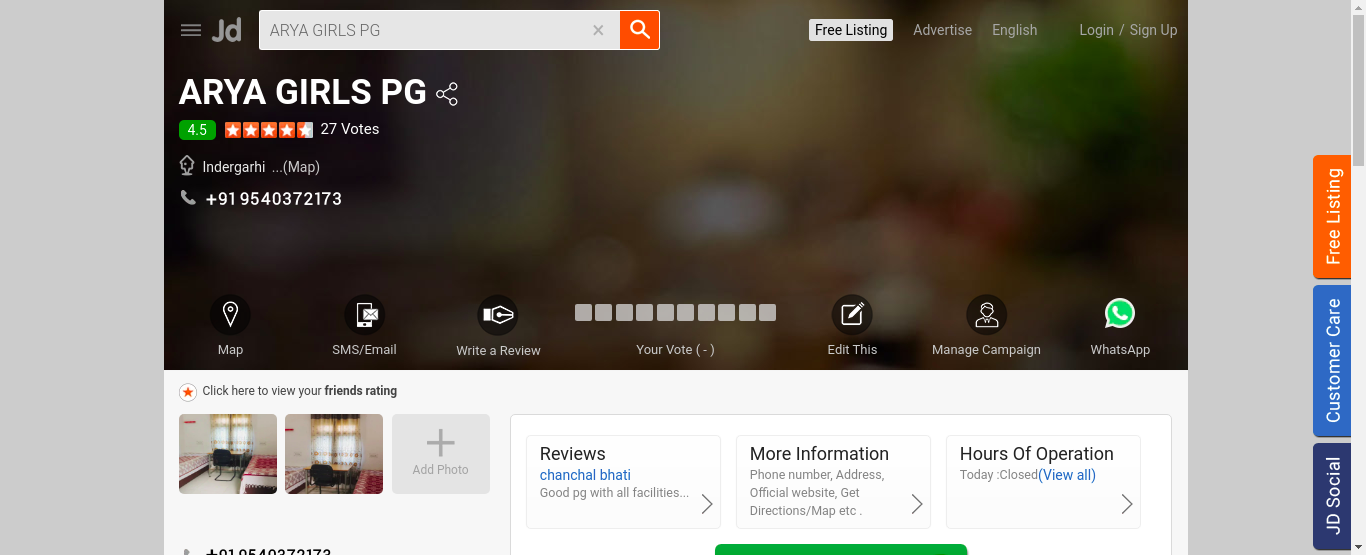 Jd
ARYA GIRLS PG
Free Listing
Advertise
English
Login / Sign Up
ARYA GIRLS PG
4.5
27 Votes
Indergarhi ...(Map)
+91 9540372173
Map
SMS/Email
Write a Review
Your Vote ( - )
Edit This
Manage Campaign
WhatsApp
Click here to view your friends rating
Add Photo
Reviews
chanchal bhati
Good pg with all facilities...
More Information
Phone number, Address,
Official website, Get
Directions/Map etc .
Hours Of Operation
Today :Closed(View all)
+91 9540372173
Free Listing
Customer Care
JD Social